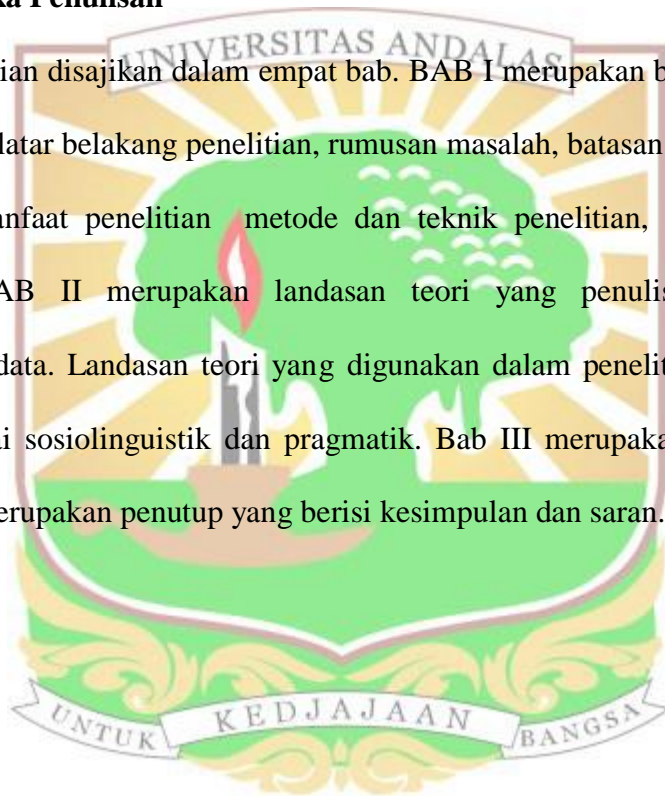 ka Penulisan
UNIVERSITAS ANDALAS
ian disajikan dalam empat bab. BAB I merupakan b
latar belakang penelitian, rumusan masalah, batasan
anfaat penelitian metode dan teknik penelitian,
AB II merupakan landasan teori yang penulis
data. Landasan teori yang digunakan dalam penelit
ai sosiolinguistik dan pragmatik. Bab III merupaka
erupakan penutup yang berisi kesimpulan dan saran.
UNTUK KEDJAJAAN BANGSA